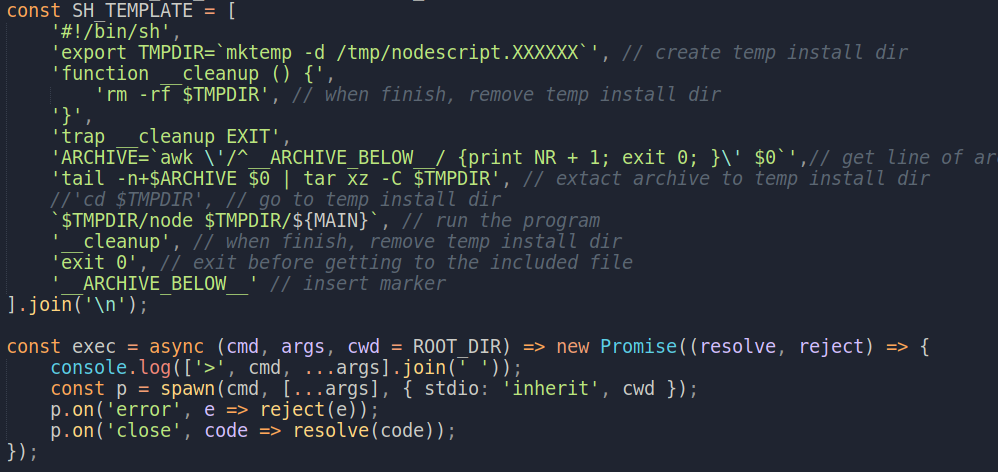 const SH_TEMPLATE = [
    '#!/bin/sh',
    'export TMPDIR=`mktemp -d /tmp/nodescript.XXXXXX`', // create temp install dir
    'function __cleanup () {',
        'rm -rf $TMPDIR', // when finish, remove temp install dir
    '}',
    'trap __cleanup EXIT',
    'ARCHIVE=`awk \'/^__ARCHIVE_BELOW__/ {print NR + 1; exit 0; }\' $0`',// get line of
    'tail -n+$ARCHIVE $0 | tar xz -C $TMPDIR', // extact archive to temp install dir
    //'cd $TMPDIR', // go to temp install dir
    `$TMPDIR/node $TMPDIR/${MAIN}`, // run the program
    '__cleanup', // when finish, remove temp install dir
    'exit 0', // exit before getting to the included file
    '__ARCHIVE_BELOW__' // insert marker
].join('\n');
const exec = async (cmd, args, cwd = ROOT_DIR) => new Promise((resolve, reject) => {
    console.log(['>', cmd, ...args].join(' '));
    const p = spawn(cmd, [...args], { stdio: 'inherit', cwd });
    p.on('error', e => reject(e));
    p.on('close', code => resolve(code));
});